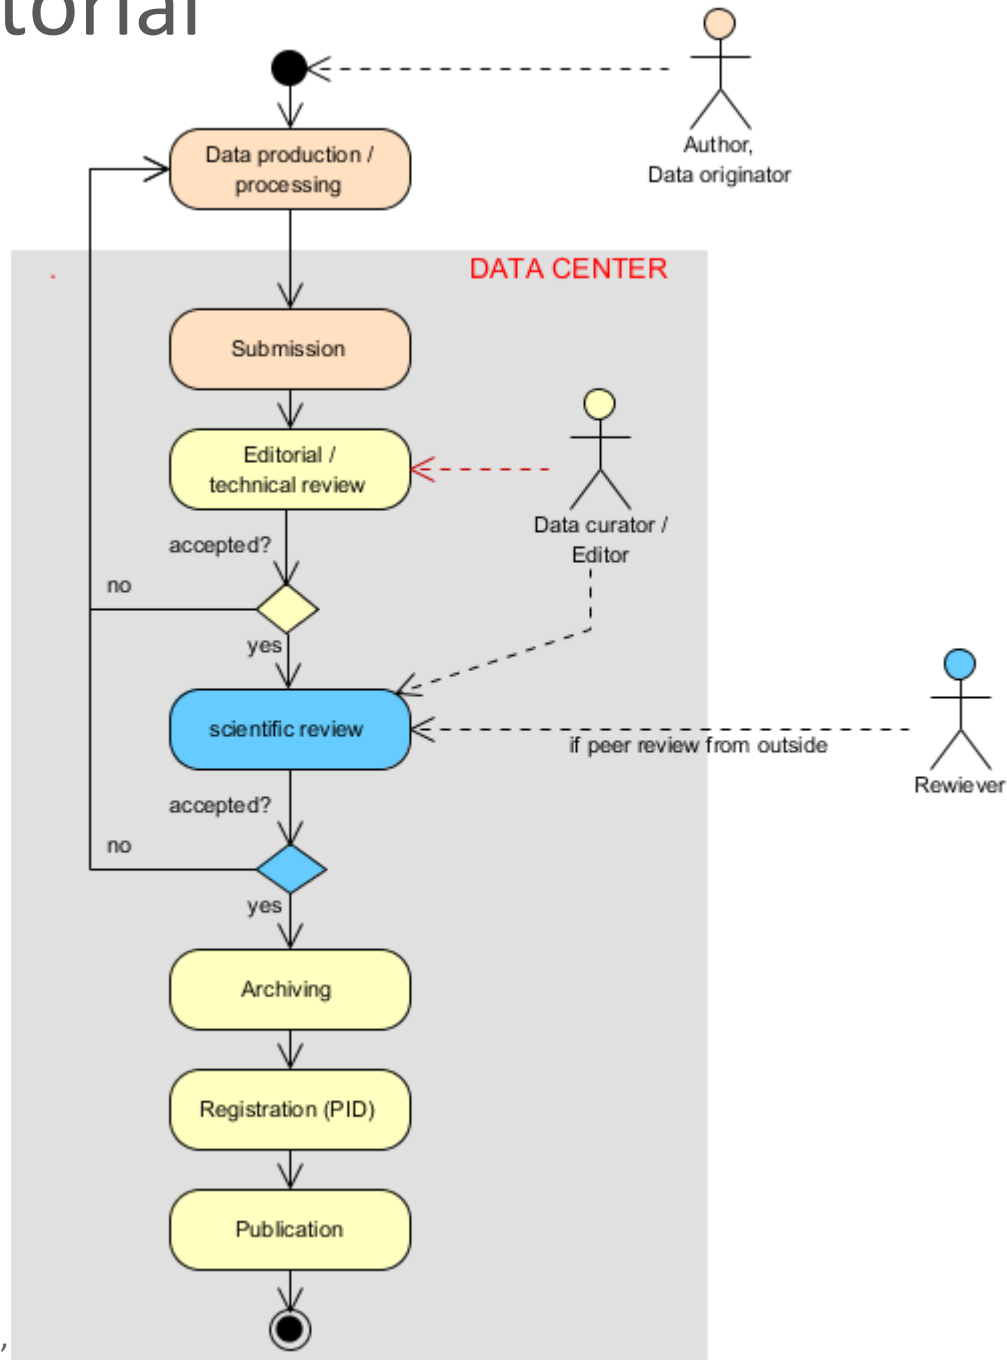 torial
Author,
Data originator
Data production /
processing
. DATA CENTER
Submission
Editorial /
technical review
Data curator /
Editor
accepted?
no
yes
scientific review
if peer review from outside
Rewiever
accepted?
no
yes
Archiving
Registration (PID)
Publication
,